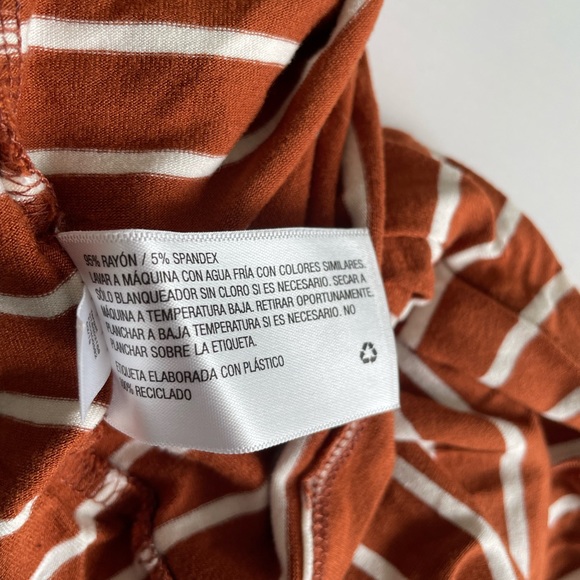 95% RAYÓN / 5% SPANDEX
LAVAR A MÁQUINA CON AGUA FRÍA CON COLORES SIMILARES.
SÓLO BLANQUEADOR SIN CLORO SI ES NECESARIO. SECAR A
MÁQUINA A TEMPERATURA BAJA. RETIRAR OPORTUNAMENTE.
PLANCHAR A BAJA TEMPERATURA SI ES NECESARIO. NO
PLANCHAR SOBRE LA ETIQUETA.
ETIQUETA ELABORADA CON PLÁSTICO
100% RECICLADO